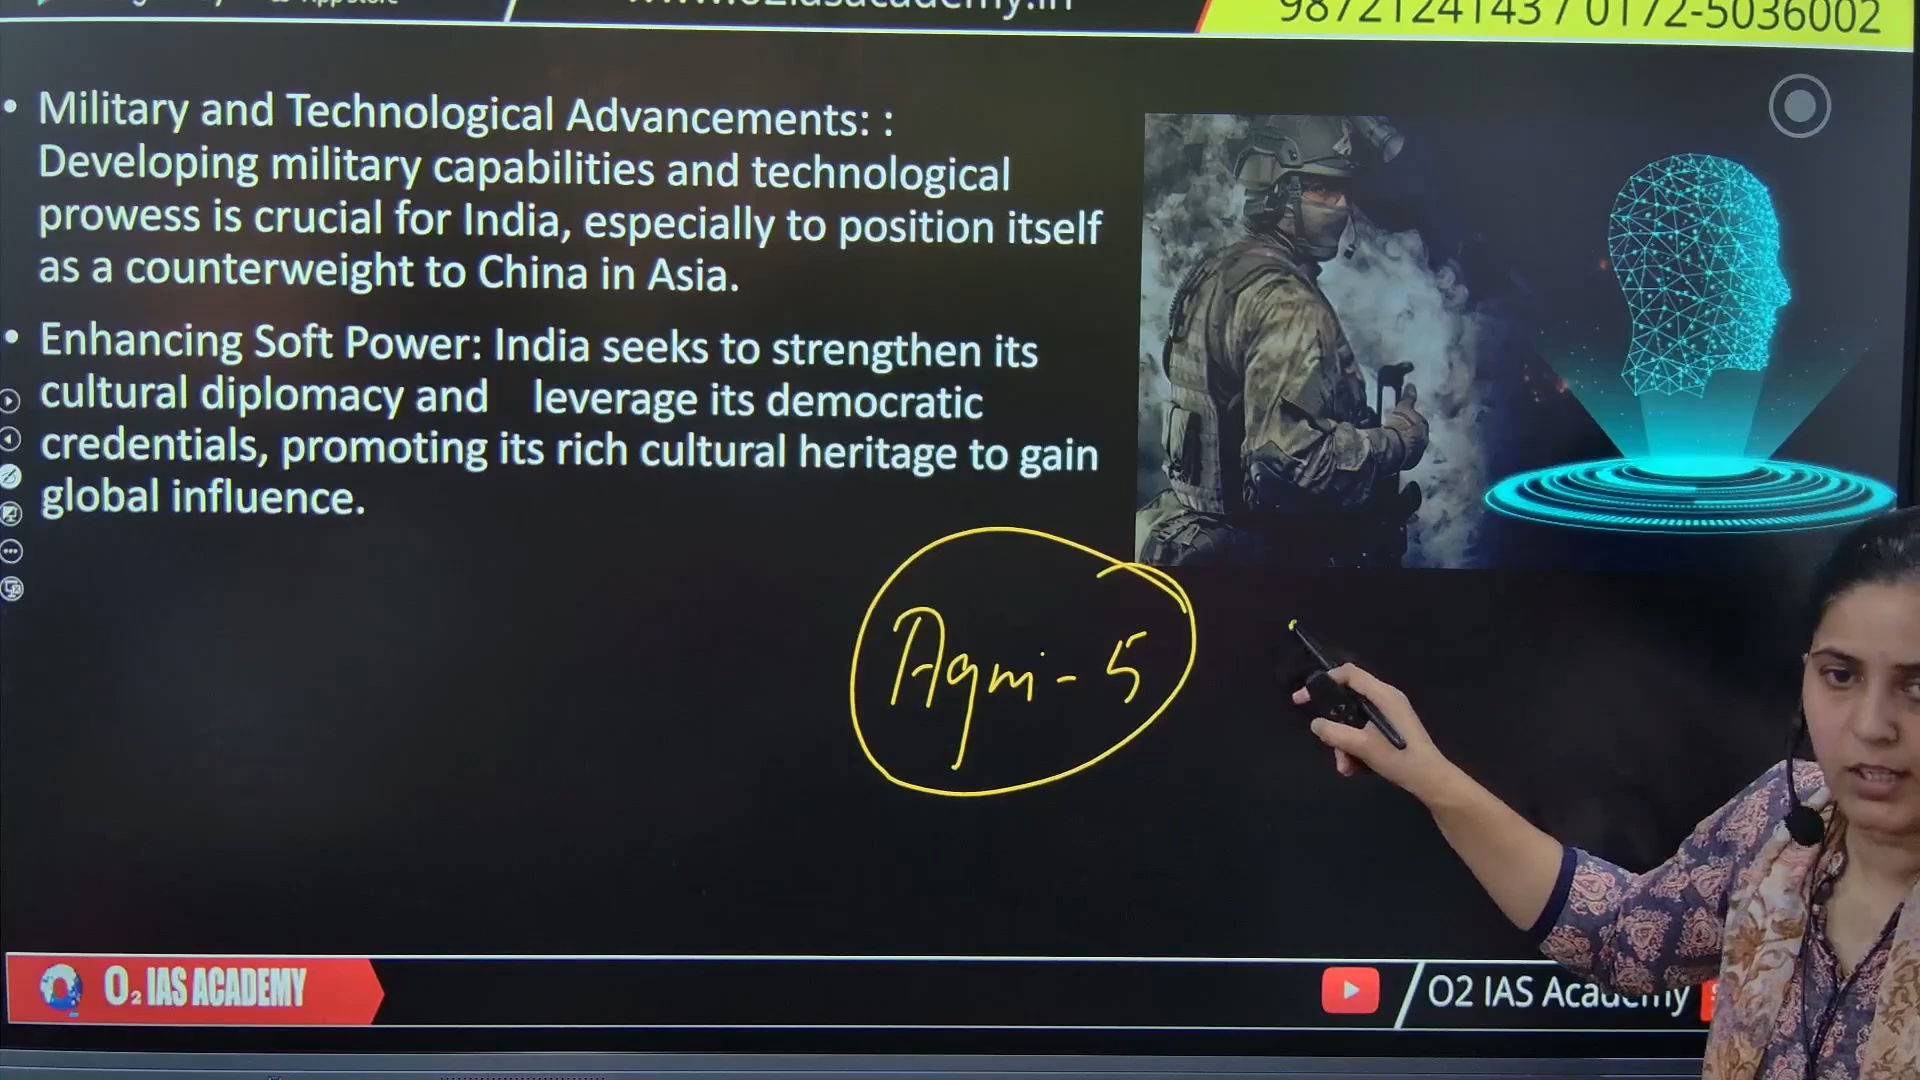 9872124143 / 0172-5036002
• Military and Technological Advancements: :
Developing military capabilities and technological
prowess is crucial for India, especially to position itself
as a counterweight to China in Asia.
• Enhancing Soft Power: India seeks to strengthen its
cultural diplomacy and leverage its democratic
credentials, promoting its rich cultural heritage to gain
global influence.
Agni - 5
O2 IAS ACADEMY
O2 IAS Academy